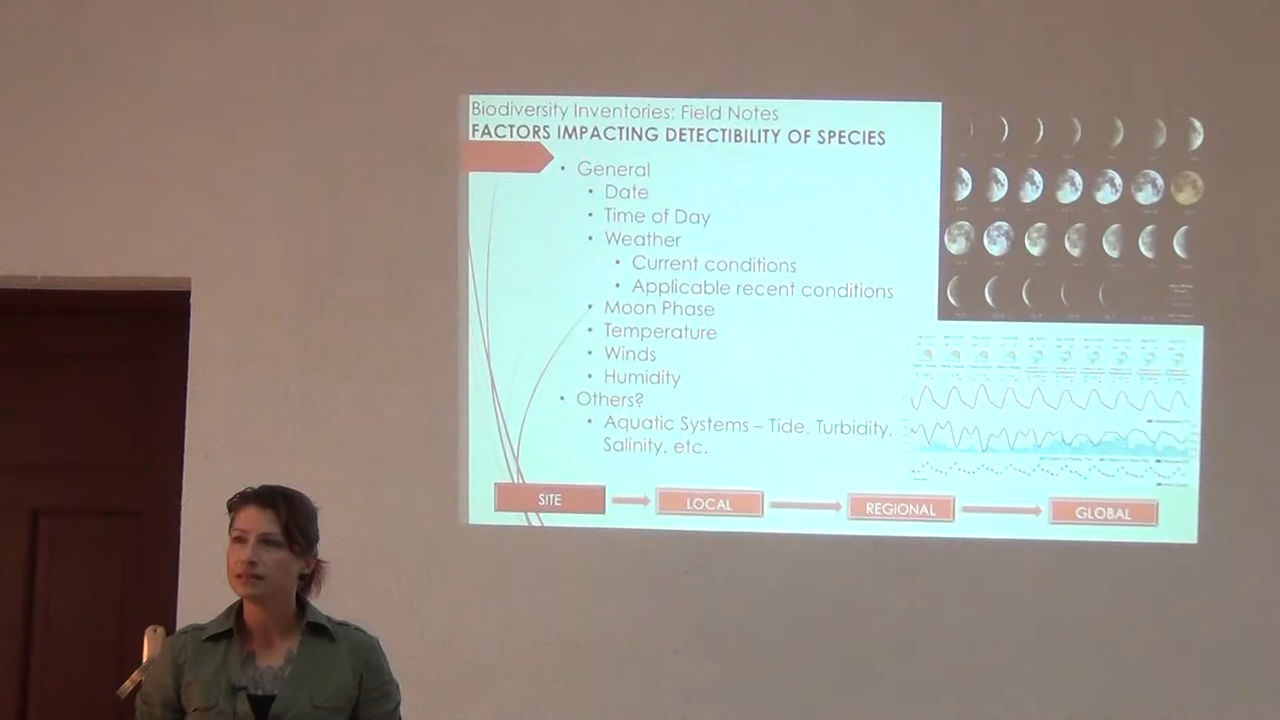 Biodiversity Inventories: Field Notes
FACTORS IMPACTING DETECTIBILITY OF SPECIES
• General
• Date
• Time of Day
• Weather
• Current conditions
• Applicable recent conditions
• Moon Phase
• Temperature
• Winds
• Humidity
• Others?
• Aquatic Systems – Tide, Turbidity,
Salinity, etc.
SITE
LOCAL
REGIONAL
GLOBAL